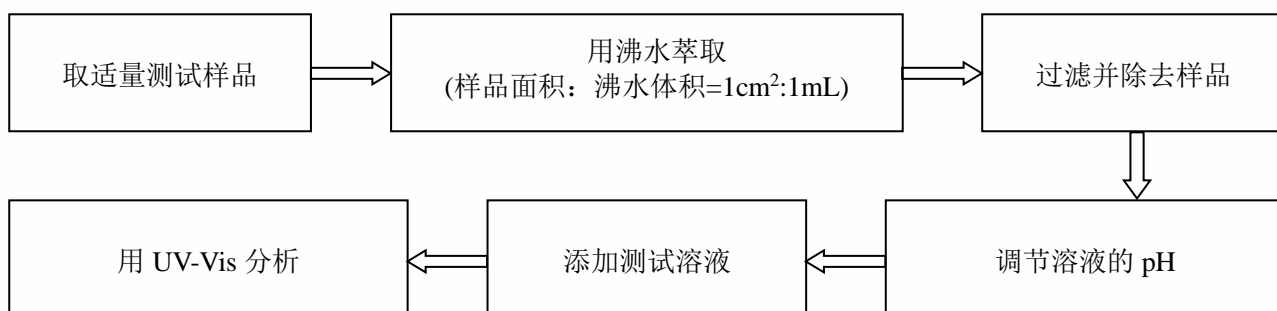 取适量测试样品
用沸水萃取
(样品面积：沸水体积=1cm²:1mL)
过滤并除去样品
调节溶液的 pH
添加测试溶液
用 UV-Vis 分析